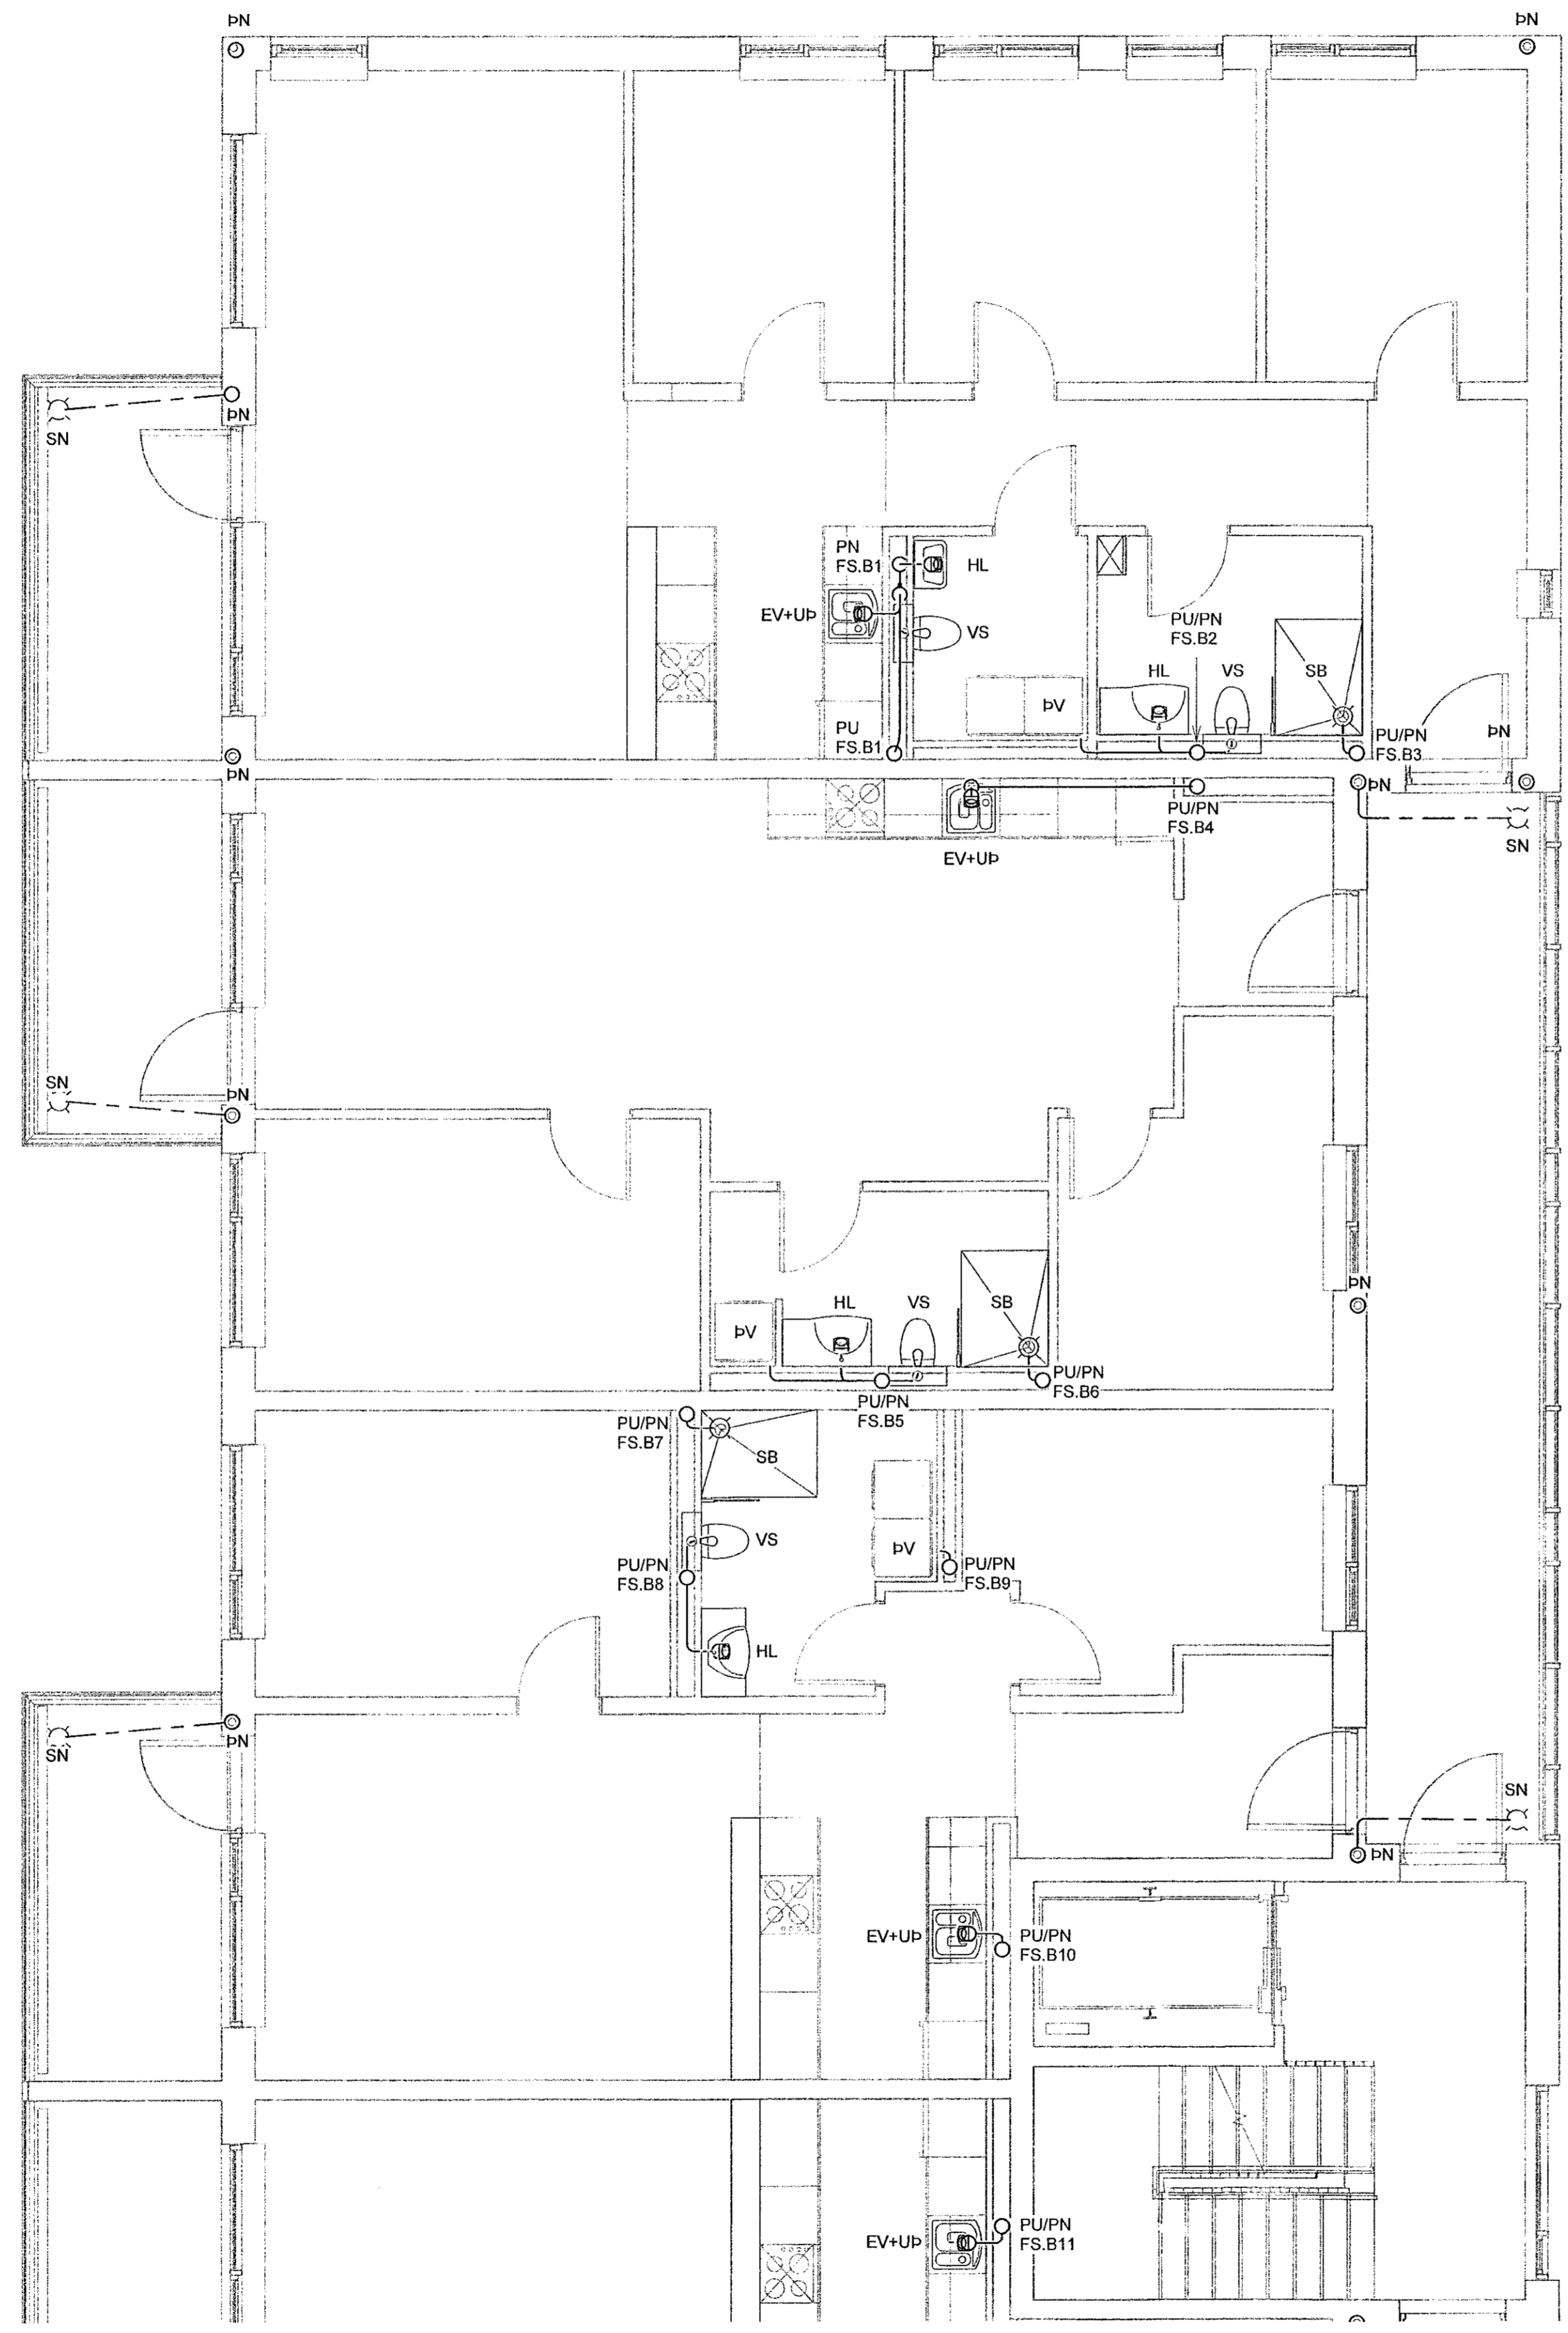 ÞN
ÞN
ÞN
SN
PN
FS.B1
HL
EV+UÞ
VS
PU/PN
FS.B2
HL
VS
SB
ÞV
PU
FS.B1
PU/PN
FS.B3
ÞN
ÞN
ÞN
PU/PN
FS.B4
SN
EV+UÞ
SN
ÞN
ÞN
HL
VS
SB
ÞV
PU/PN
FS.B6
PU/PN
FS.B5
PU/PN
FS.B7
SB
VS
ÞV
PU/PN
FS.B8
PU/PN
FS.B9
HL
ÞN
SN
SN
ÞN
EV+UÞ
PU/PN
FS.B10
PU/PN
FS.B11
EV+UÞ